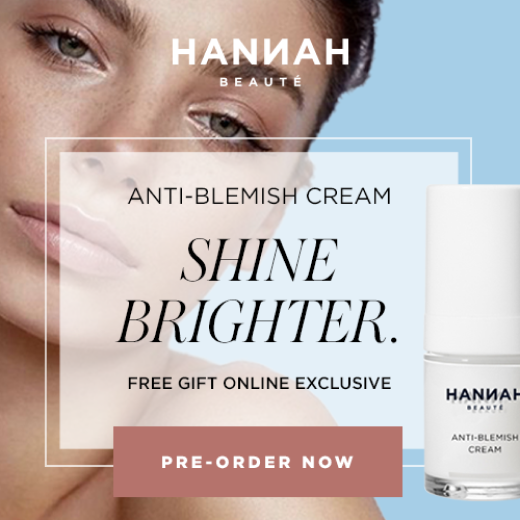 HANNAH
BEAUTÉ
ANTI-BLEMISH CREAM
SHINE
BRIGHTER.
FREE GIFT ONLINE EXCLUSIVE
PRE-ORDER NOW
HANNAH
BEAUTÉ
ANTI-BLEMISH
CREAM